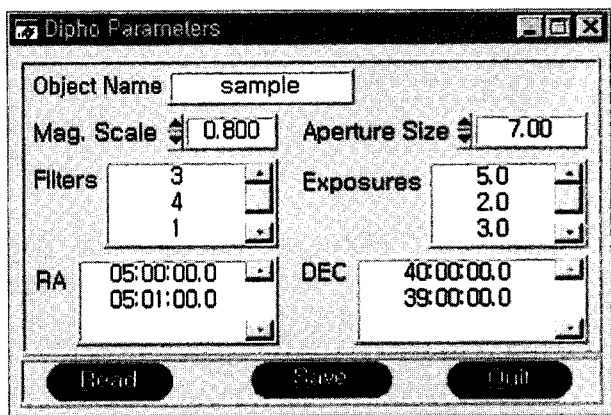 Dipho Parameters
Object Name sample
Mag. Scale 0.800 Aperture Size 7.00
Filters 3 Exposures 5.0
4 2.0
1 3.0
RA 05:00:00.0 DEC 40:00:00.0
05:01:00.0 39:00:00.0
Read Save Quit